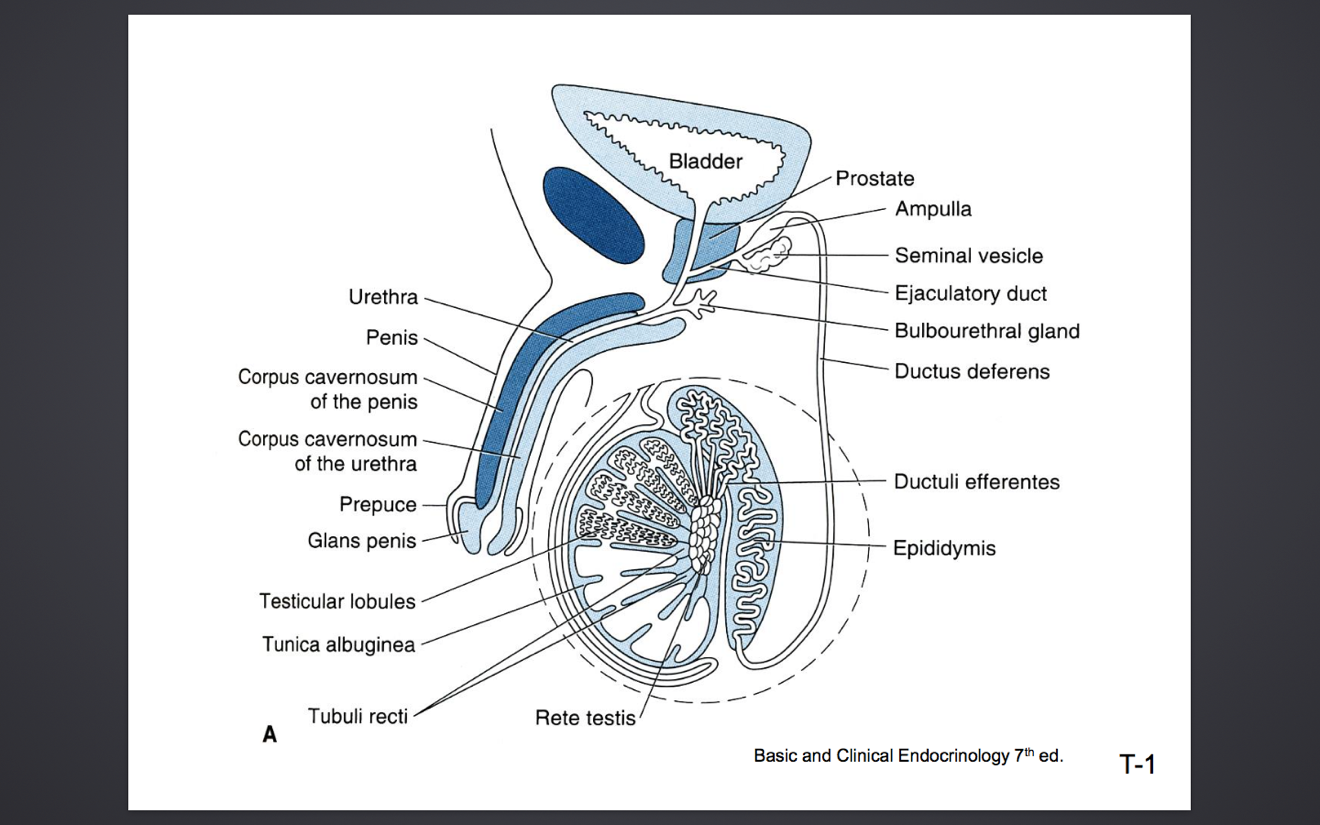 Bladder
Prostate
Ampulla
Seminal vesicle
Ejaculatory duct
Bulbourethral gland
Ductus deferens
Ductuli efferentes
Epididymis
Urethra
Penis
Corpus cavernosum
of the penis
Corpus cavernosum
of the urethra
Prepuce
Glans penis
Testicular lobules
Tunica albuginea
Tubuli recti
Rete testis
A
Basic and Clinical Endocrinology 7th ed.
T-1